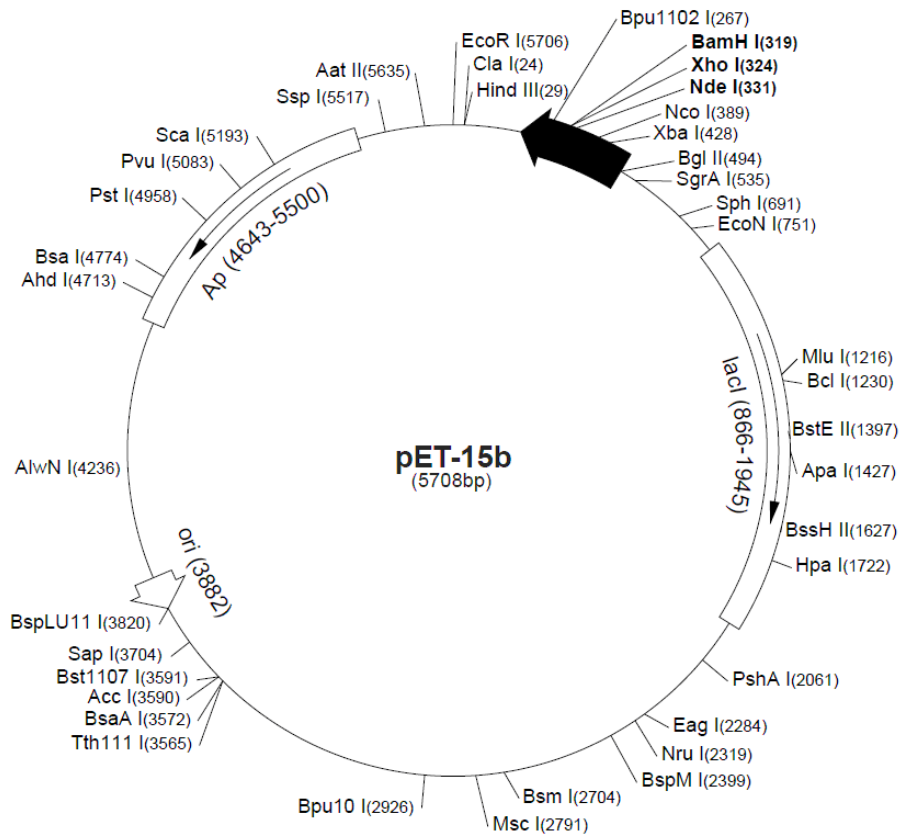 EcoR I(5706)
Cla I(24)
Hind III(29)
Bpu1102 I(267)
BamH I(319)
Xho I(324)
Nde I(331)
Nco I(389)
Xba I(428)
Bgl II(494)
SgrA I(535)
Sph I(691)
EcoN I(751)
Mlu I(1216)
Bcl I(1230)
BstE II(1397)
Apa I(1427)
BssH II(1627)
Hpa I(1722)
lacI (866-1945)
PshA I(2061)
Eag I(2284)
Nru I(2319)
BspM I(2399)
Bsm I(2704)
Msc I(2791)
Bpu10 I(2926)
Tth111 I(3565)
BsaA I(3572)
Acc I(3590)
Bst1107 I(3591)
Sap I(3704)
BspLU11 I(3820)
ori (3882)
AlwN I(4236)
Ahd I(4713)
Bsa I(4774)
Pst I(4958)
Pvu I(5083)
Sca I(5193)
Ap (4643-5500)
Ssp I(5517)
Aat II(5635)
pET-15b
(5708bp)